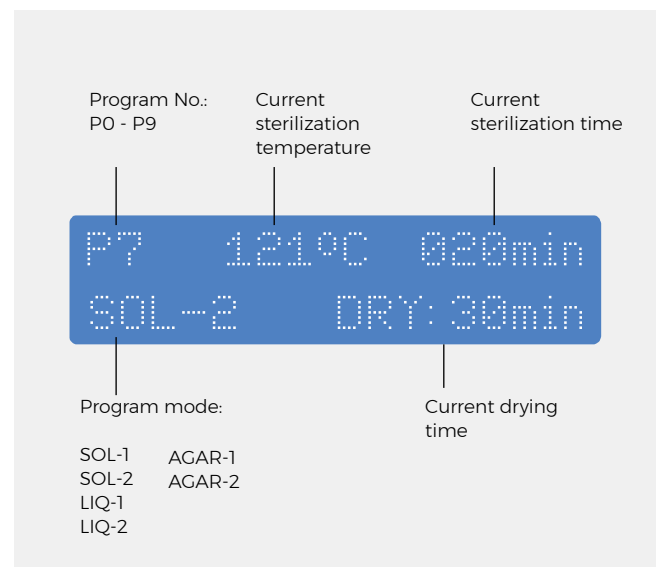 Program No.:
P0 - P9
Current
sterilization
temperature
Current
sterilization time
P7 121ºC 020min
SOL-2 DRY: 30min
Program mode:
SOL-1
SOL-2
LIQ-1
LIQ-2
AGAR-1
AGAR-2
Current drying
time